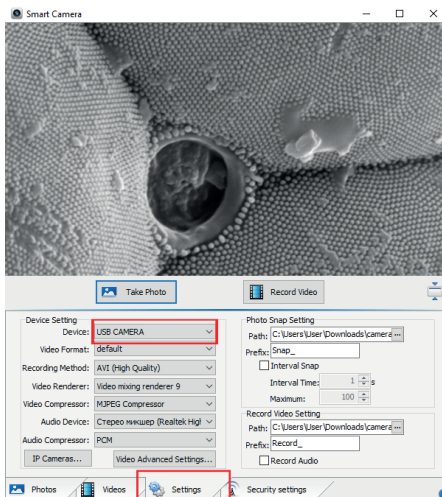 Smart Camera
Take Photo
Record Video
Device Setting
Device: USB CAMERA
Video Format: default
Recording Method: AVI (High Quality)
Video Renderer: Video mixing renderer 9
Video Compressor: MJPEG Compressor
Audio Device: Стерео микшер (Realtek High
Audio Compressor: PCM
IP Cameras... Video Advanced Settings...
Photo Snap Setting
Path: C:\Users\User\Downloads\camera ...
Prefix: Snap_
Interval Snap
Interval Time: 1 s
Maximum: 100
Record Video Setting
Path: C:\Users\User\Downloads\camera ...
Prefix: Record_
Record Audio
Photos Videos Settings Security settings